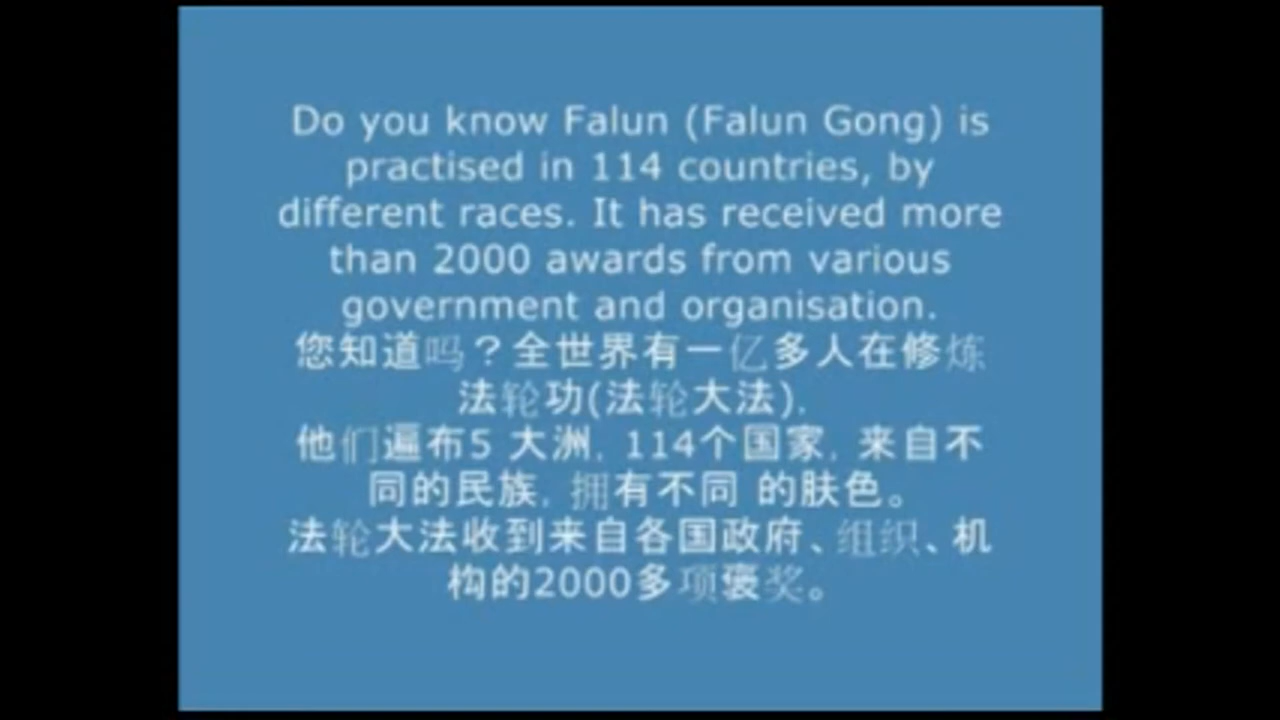 Do you know Falun (Falun Gong) is
practised in 114 countries, by
different races. It has received more
than 2000 awards from various
government and organisation.
您知道吗？全世界有一亿多人在修炼
法轮功(法轮大法),
他们遍布5 大洲, 114个国家, 来自不
同的民族, 拥有不同 的肤色。
法轮大法收到来自各国政府、组织、机
构的2000多项褒奖。